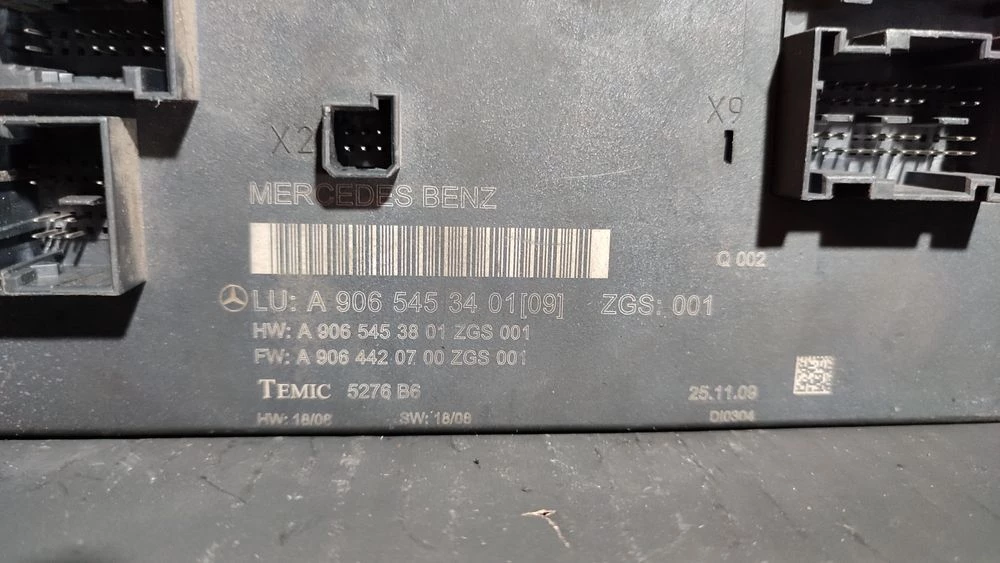 X2
X9
MERCEDES BENZ
Q 002
LU: A 906 545 34 01[09] ZGS: 001
HW: A 906 545 38 01 ZGS 001
FW: A 906 442 07 00 ZGS 001
TEMIC 5276 B6
25.11.09
HW: 18/08 SW: 18/08
DI0304